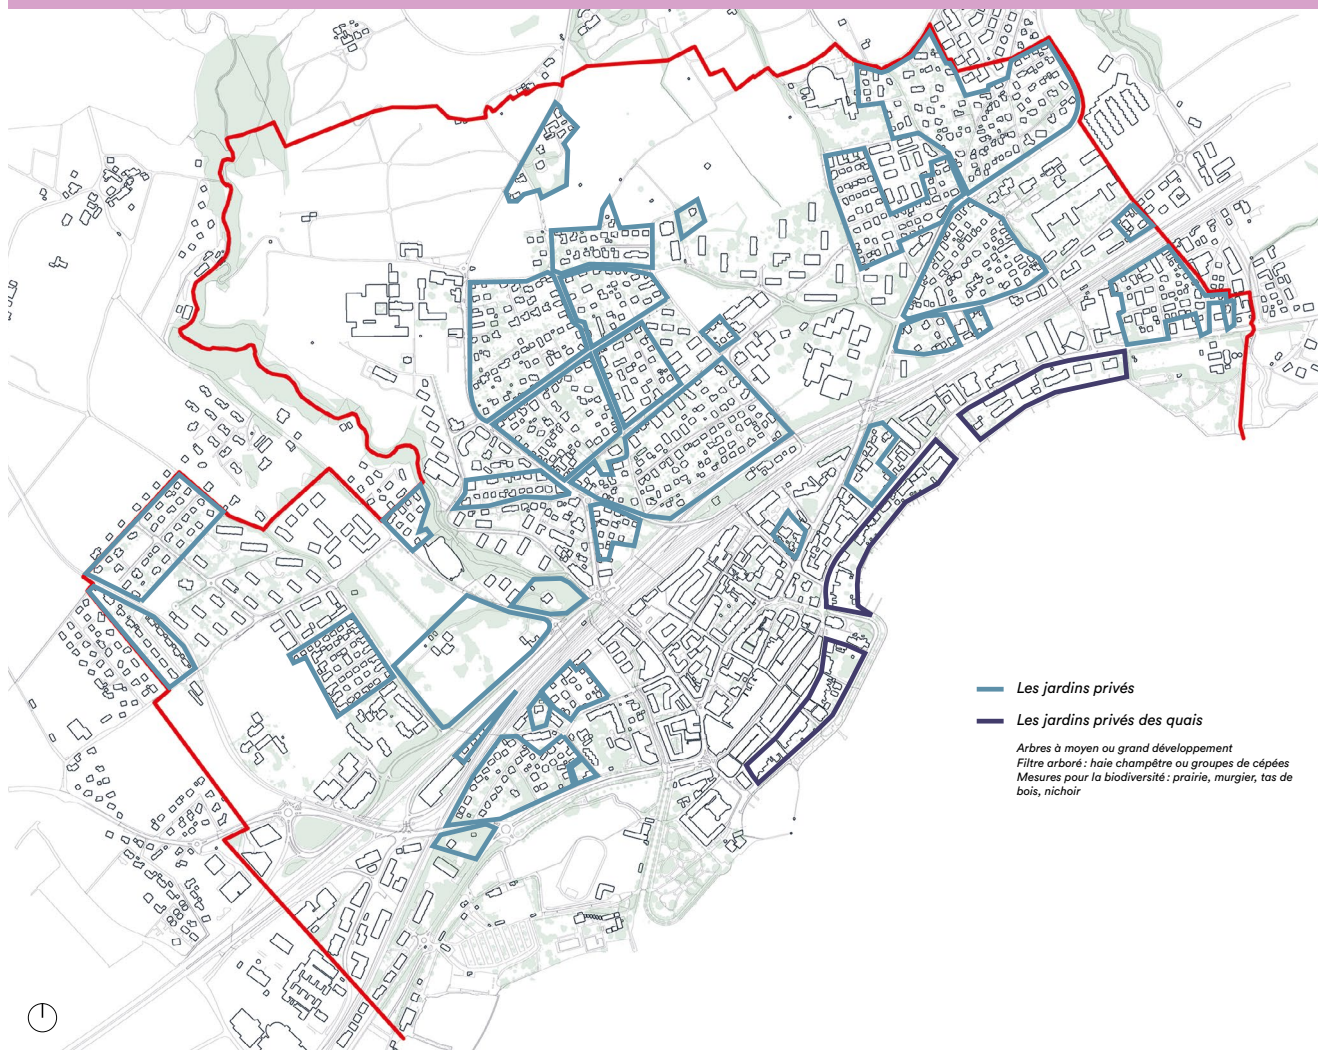 Les jardins privés
Les jardins privés des quais
Arbres à moyen ou grand développement
Filtre arboré : haie champêtre ou groupes de cépées
Mesures pour la biodiversité : prairie, murgier, tas de
bois, nichoir